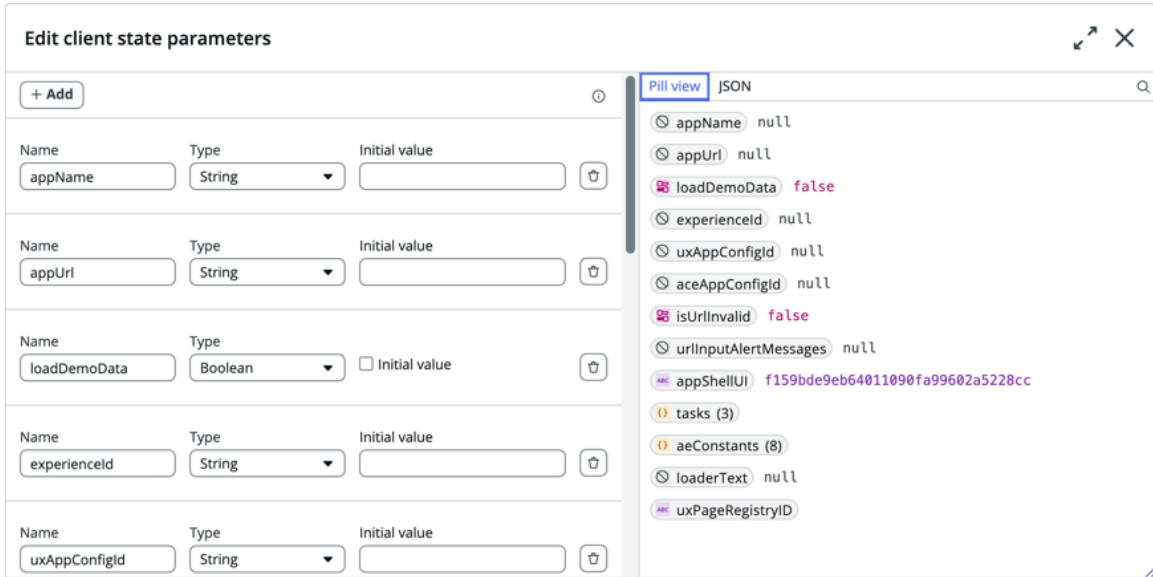 Edit client state parameters
+ Add
Name Type Initial value
appName String
Name Type Initial value
appUrl String
Name Type
loadDemoData Boolean Initial value
Name Type Initial value
experienceId String
Name Type Initial value
uxAppConfigId String
Pill view JSON
appName null
appUrl null
loadDemoData false
experienceId null
uxAppConfigId null
aceAppConfigId null
isUrlInvalid false
urlInputAlertMessages null
ABC appShellUI f159bde9eb64011090fa99602a5228cc
{} tasks (3)
{} aeConstants (8)
loaderText null
ABC uxPageRegistryID